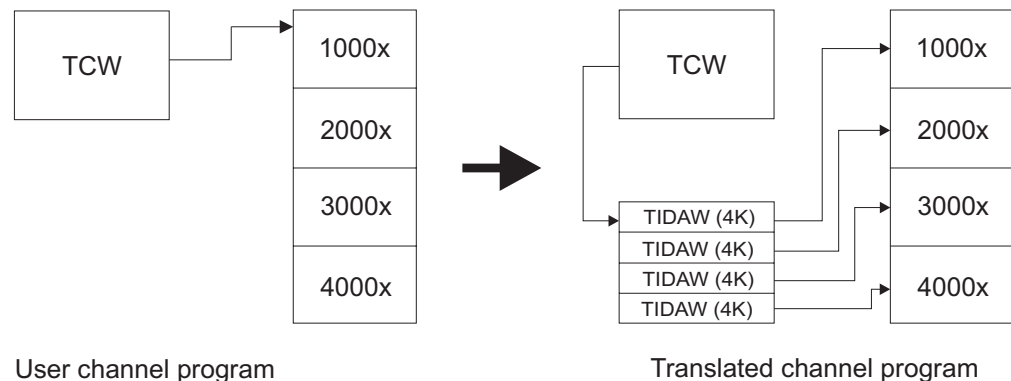 TCW
1000x
2000x
3000x
4000x
User channel program
TCW
TIDAW (4K)
TIDAW (4K)
TIDAW (4K)
TIDAW (4K)
1000x
2000x
3000x
4000x
Translated channel program